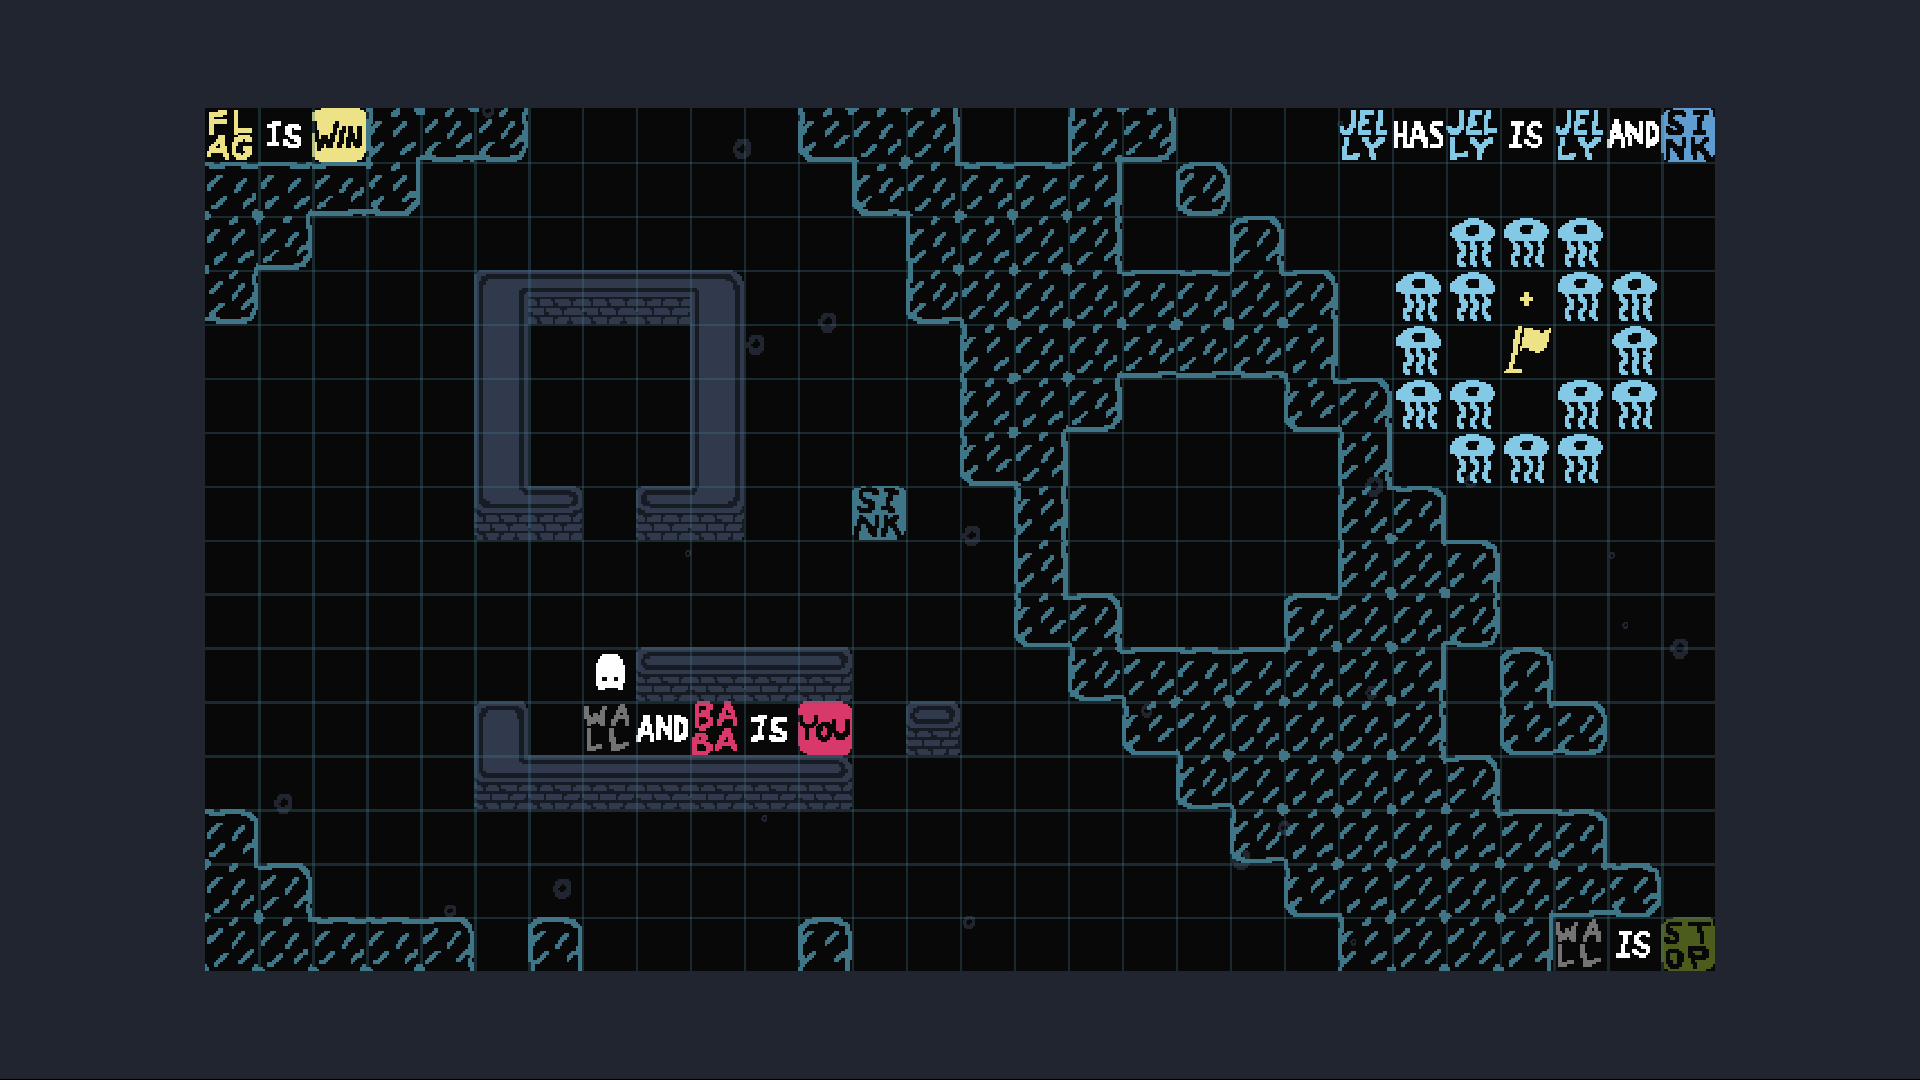 FLAG IS WIN
JELLY HAS JELLY IS JELLY AND SINK
SINK
WALL AND BABA IS YOU
WALL IS STOP